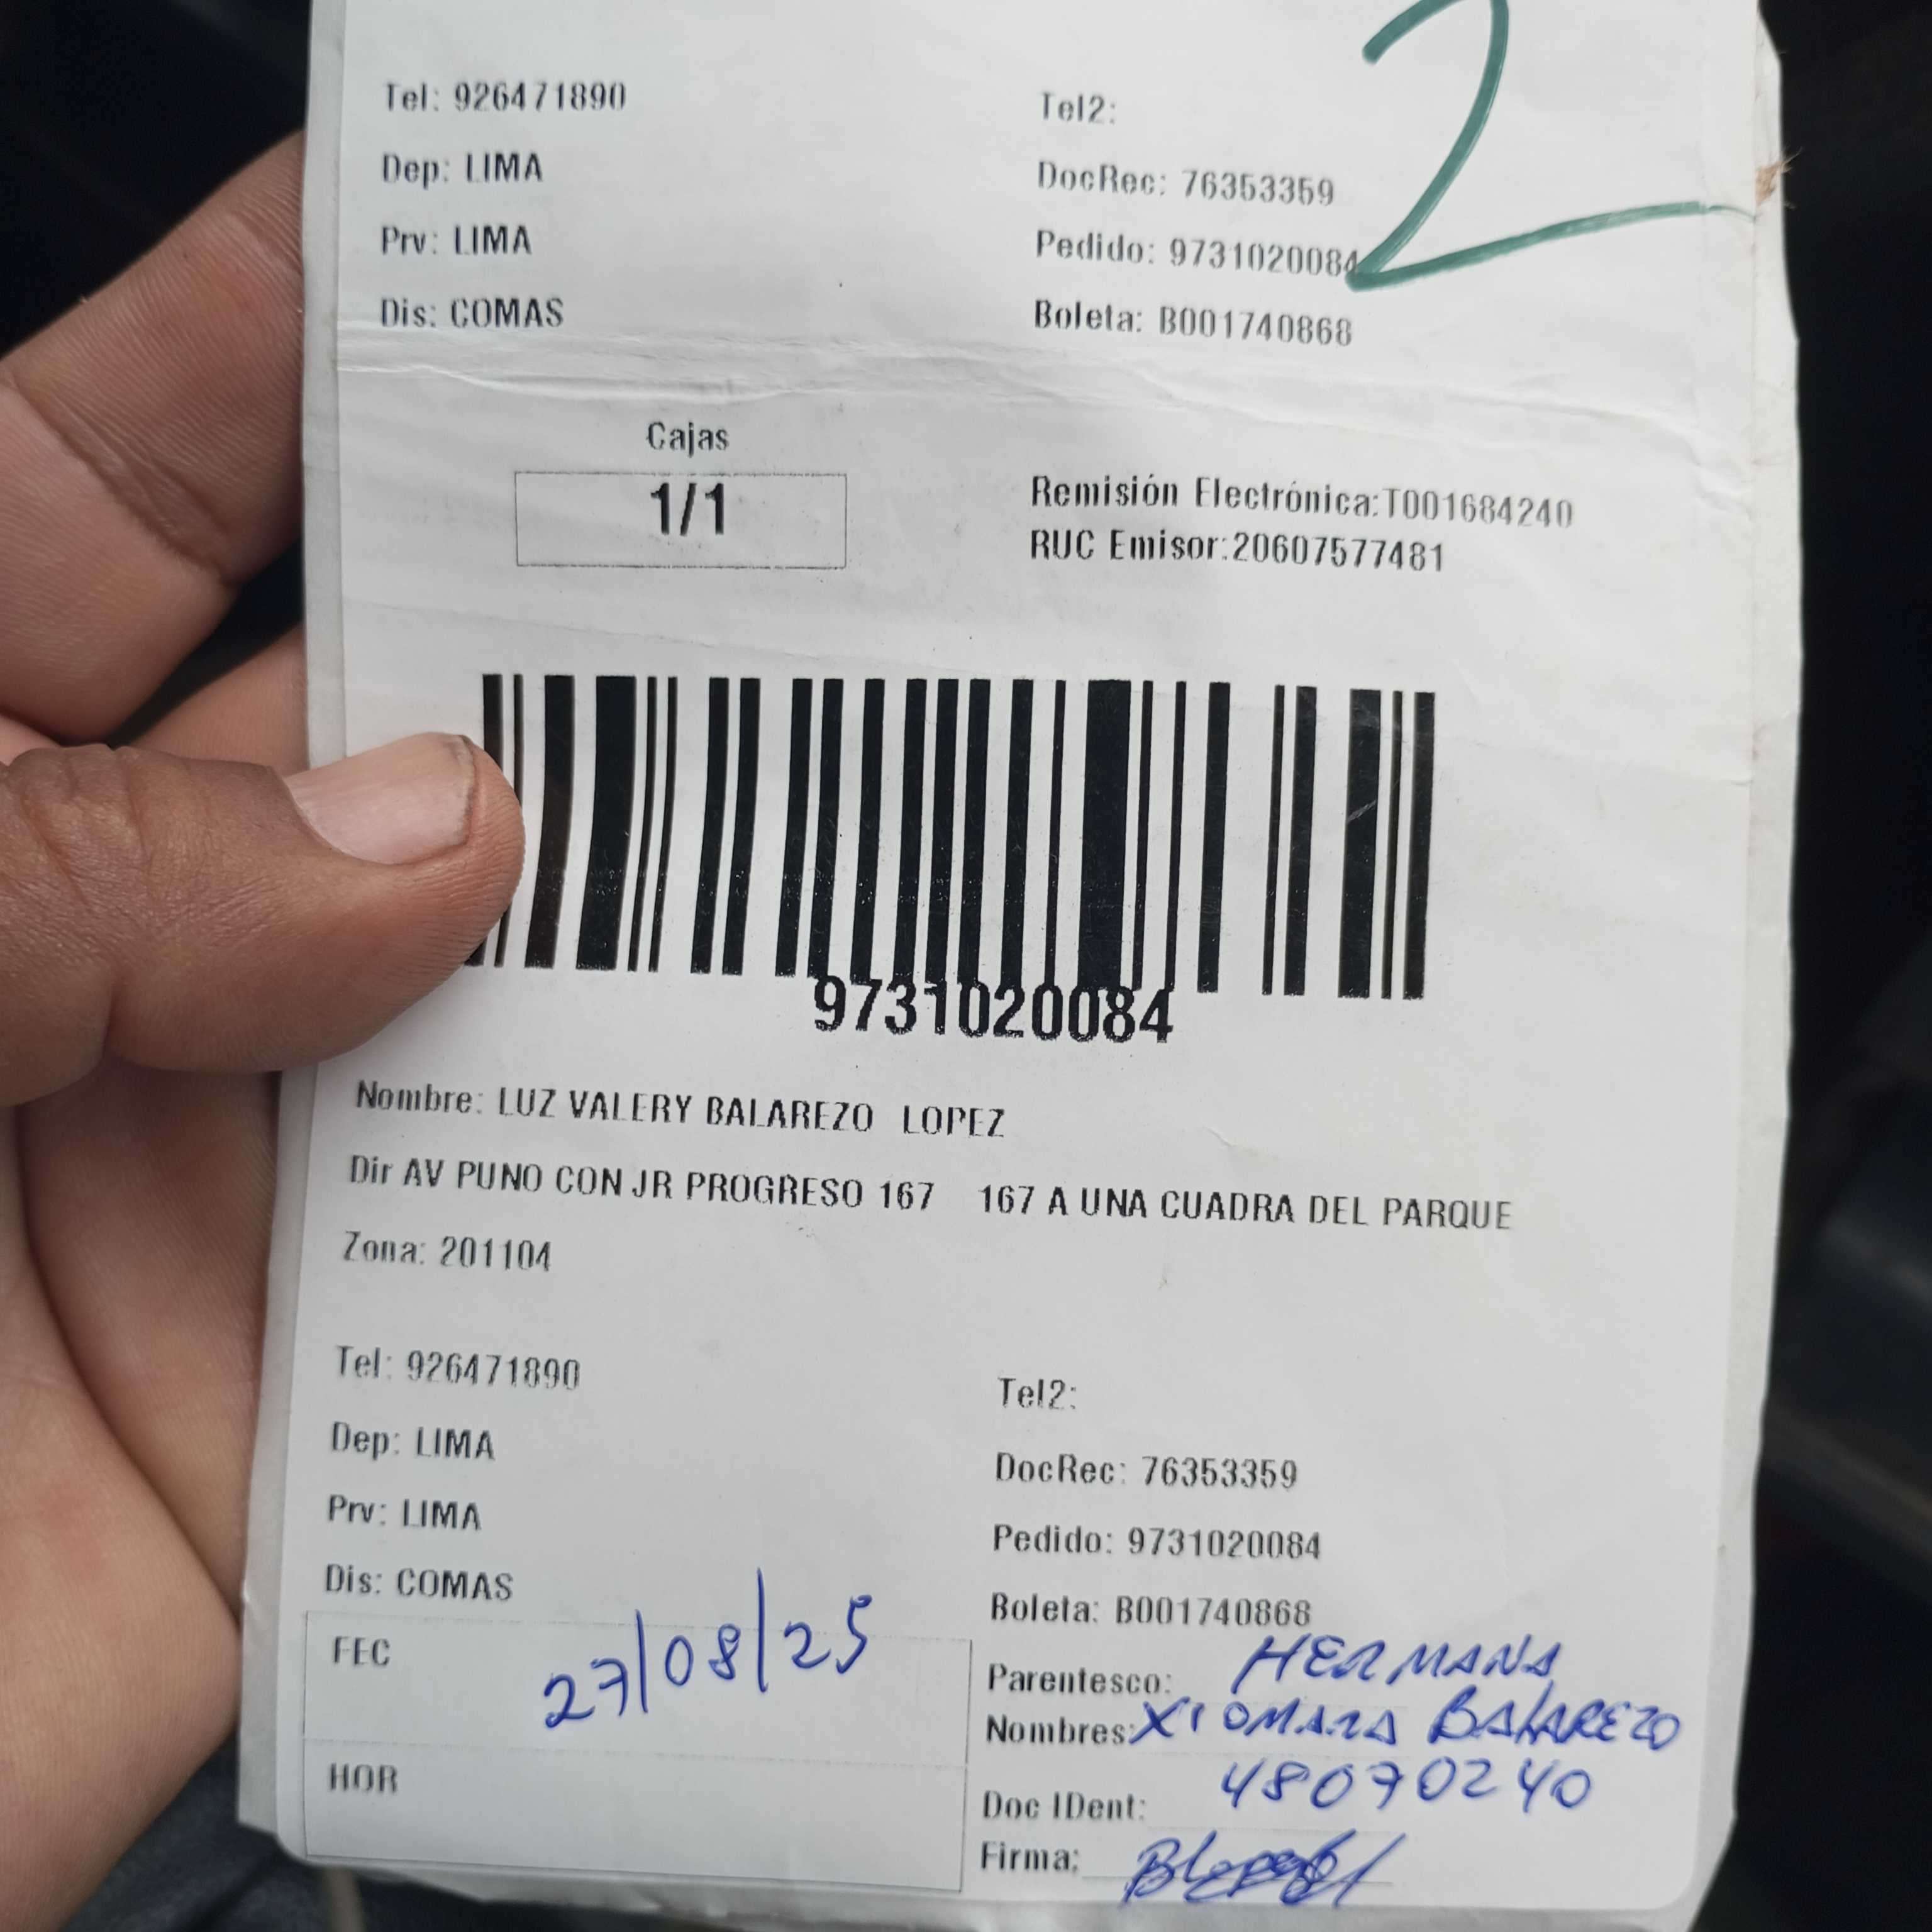 2
Tel: 926471890
Tel2:
Dep: LIMA
DocRec: 76353359
Prv: LIMA
Pedido: 9731020084
Dis: COMAS
Boleta: B001740868
Cajas
1/1
Remisión Electrónica:T001684240
RUC Emisor:20607577481
9731020084
Nombre: LUZ VALERY BALAREZO LOPEZ
Dir AV PUNO CON JR PROGRESO 167 167 A UNA CUADRA DEL PARQUE
Zona: 201104
Tel: 926471890
Tel2:
Dep: LIMA
DocRec: 76353359
Prv: LIMA
Pedido: 9731020084
Dis: COMAS
Boleta: B001740868
FEC 27/08/25
Parentesco: HERMANA
Nombres: XIOMARA BALAREZO
HOR
Doc IDent: 48070240
Firma: